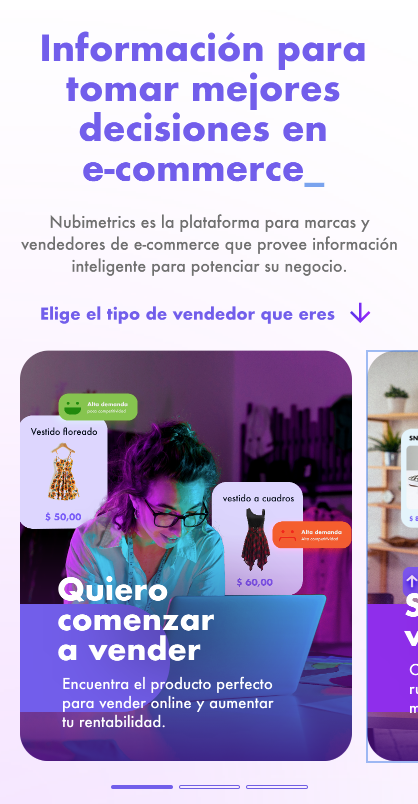 Información para
tomar mejores
decisiones en
e-commerce_
Nubimetrics es la plataforma para marcas y
vendedores de e-commerce que provee información
inteligente para potenciar su negocio.
Elige el tipo de vendedor que eres
Alta demanda
poca competitividad
Vestido floreado
$ 50,00
vestido a cuadros
Alta demanda
Alta competitividad
$ 60,00
Quiero
comenzar
a vender
Encuentra el producto perfecto
para vender online y aumentar
tu rentabilidad.